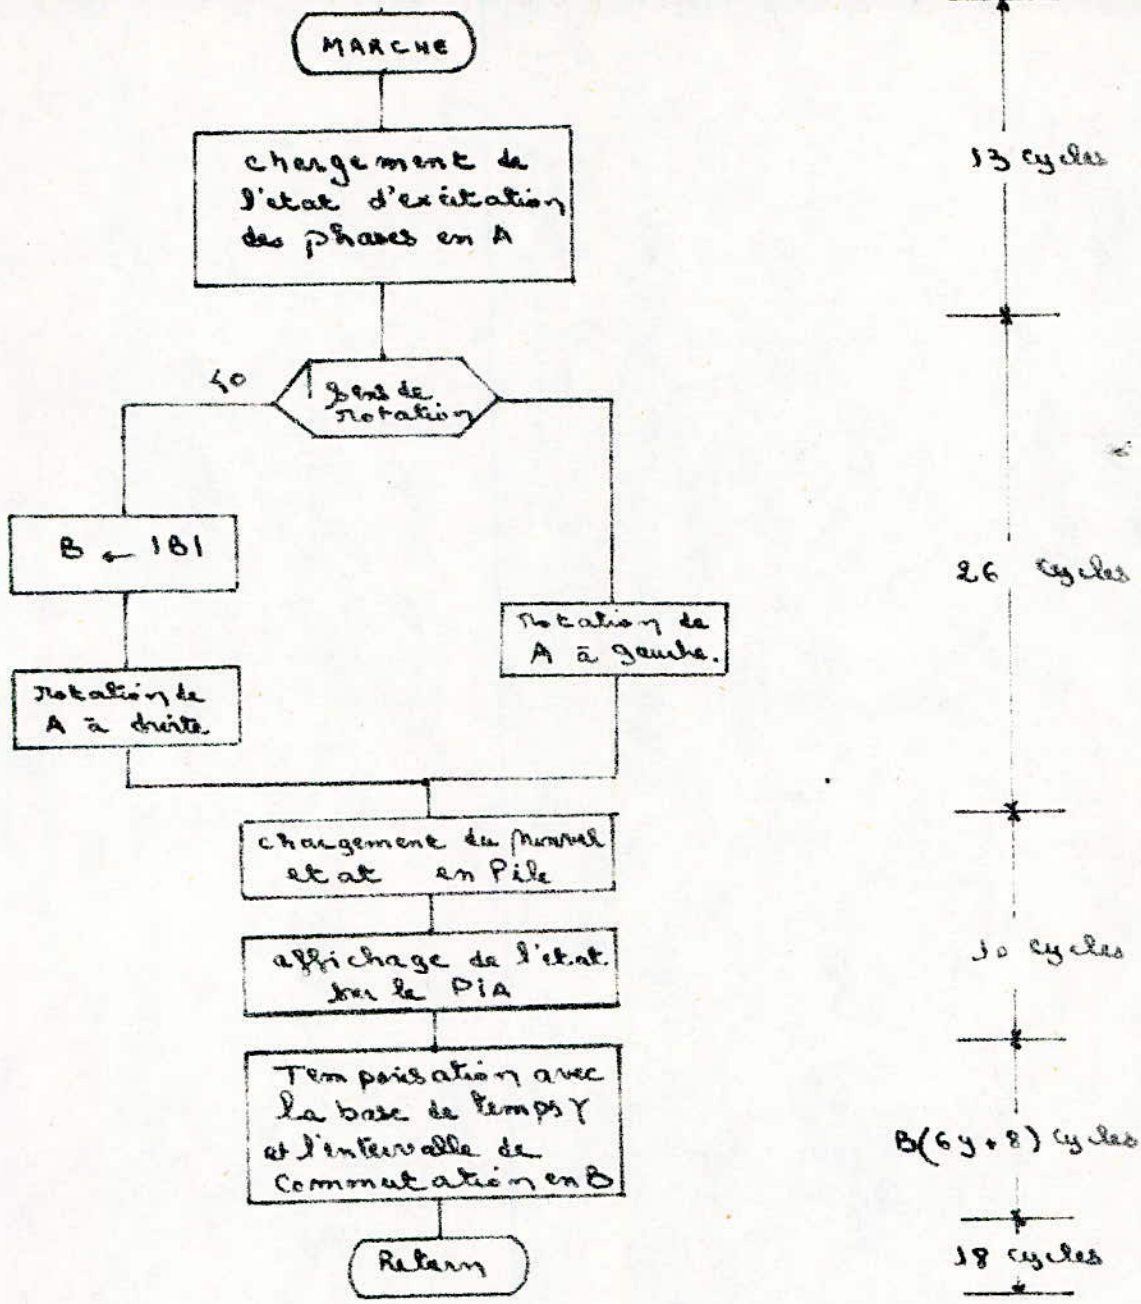 MARCHE
chargement de
l'etat d'excitation
des phases en A
13 cycles
<0
sens de
rotation
B ← |B|
rotation de
A à gauche.
26 cycles
rotation de
A à droite
chargement du nouvel
etat en Pile
affichage de l'etat
sur le PiA
10 cycles
Temporisation avec
la base de temps Y
et l'intervalle de
Commutation en B
B(6y+8) cycles
Return
18 cycles